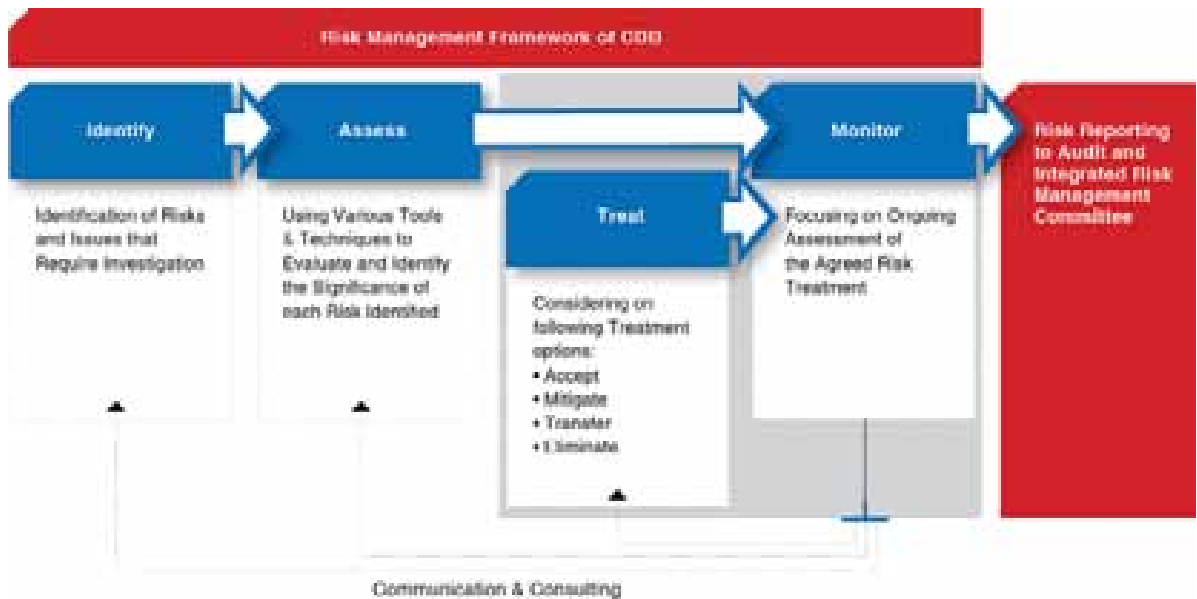 Risk Management Framework of CDB
Identify
Assess
Monitor
Risk Reporting
to Audit and
Integrated Risk
Management
Committee
Identification of Risks
and Issues that
Require Investigation
Using Various Tools
& Techniques to
Evaluate and Identify
the Significance of
each Risk Identified
Treat
Considering on
following Treatment
options:
• Accept
• Mitigate
• Transfer
• Eliminate
Focusing on Ongoing
Assessment of
the Agreed Risk
Treatment
Communication & Consulting